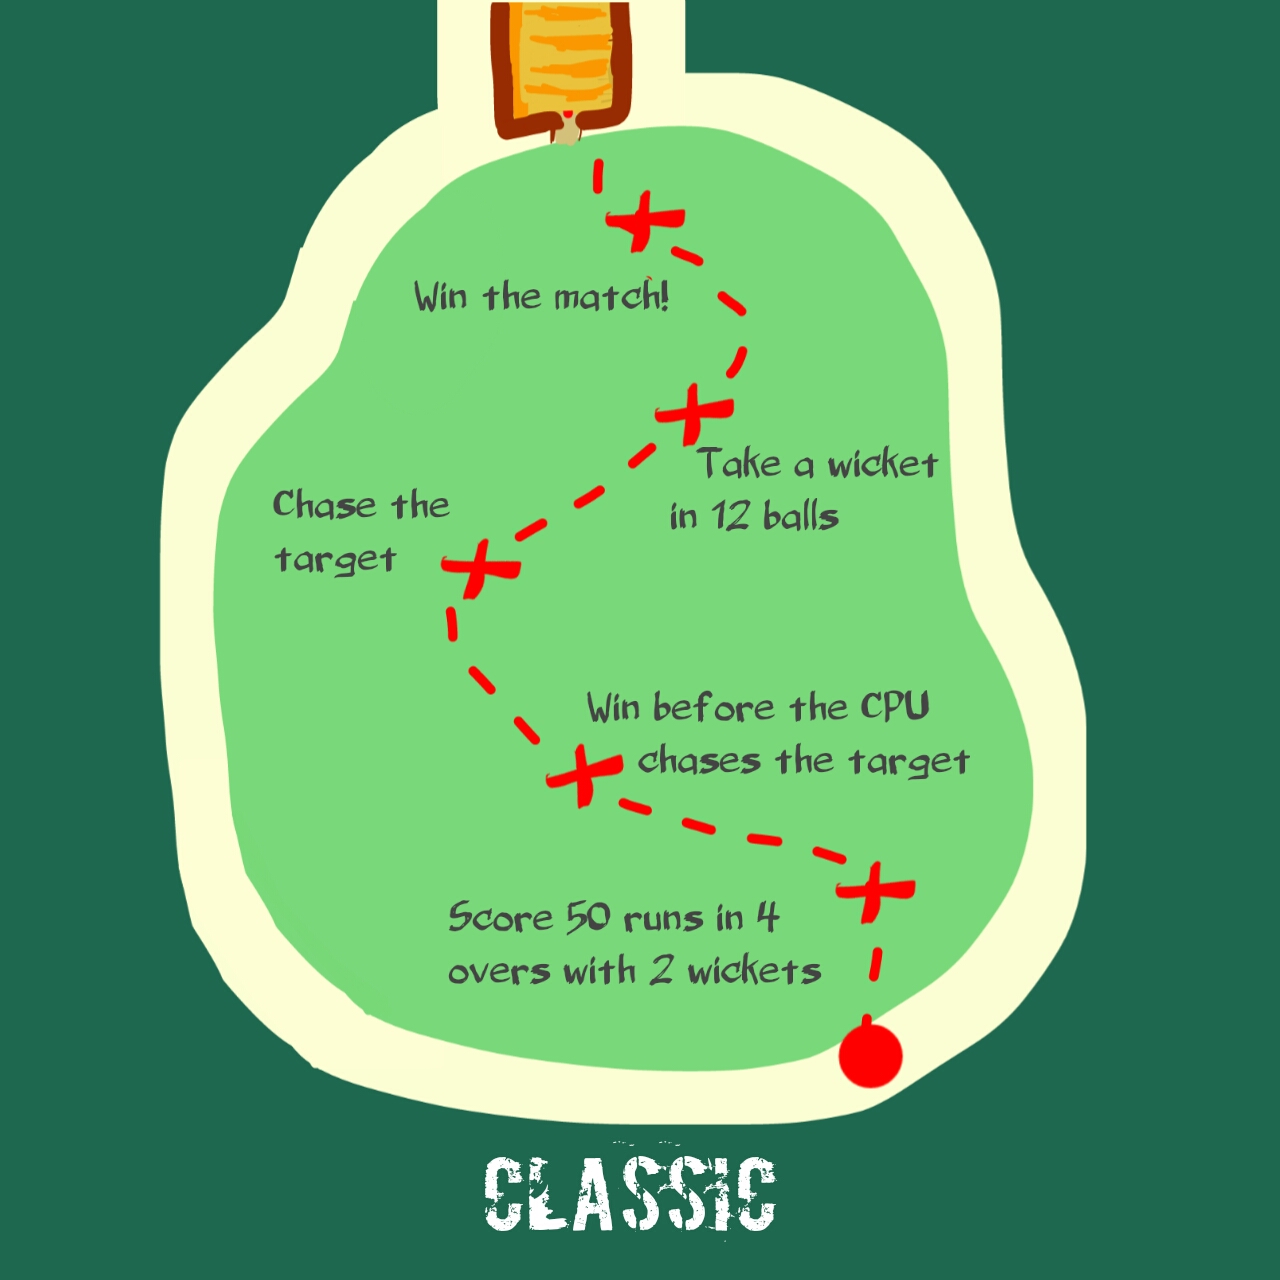 Win the match!
Take a wicket
in 12 balls
Chase the
target
Win before the CPU
chases the target
Score 50 runs in 4
overs with 2 wickets
CLASSIC